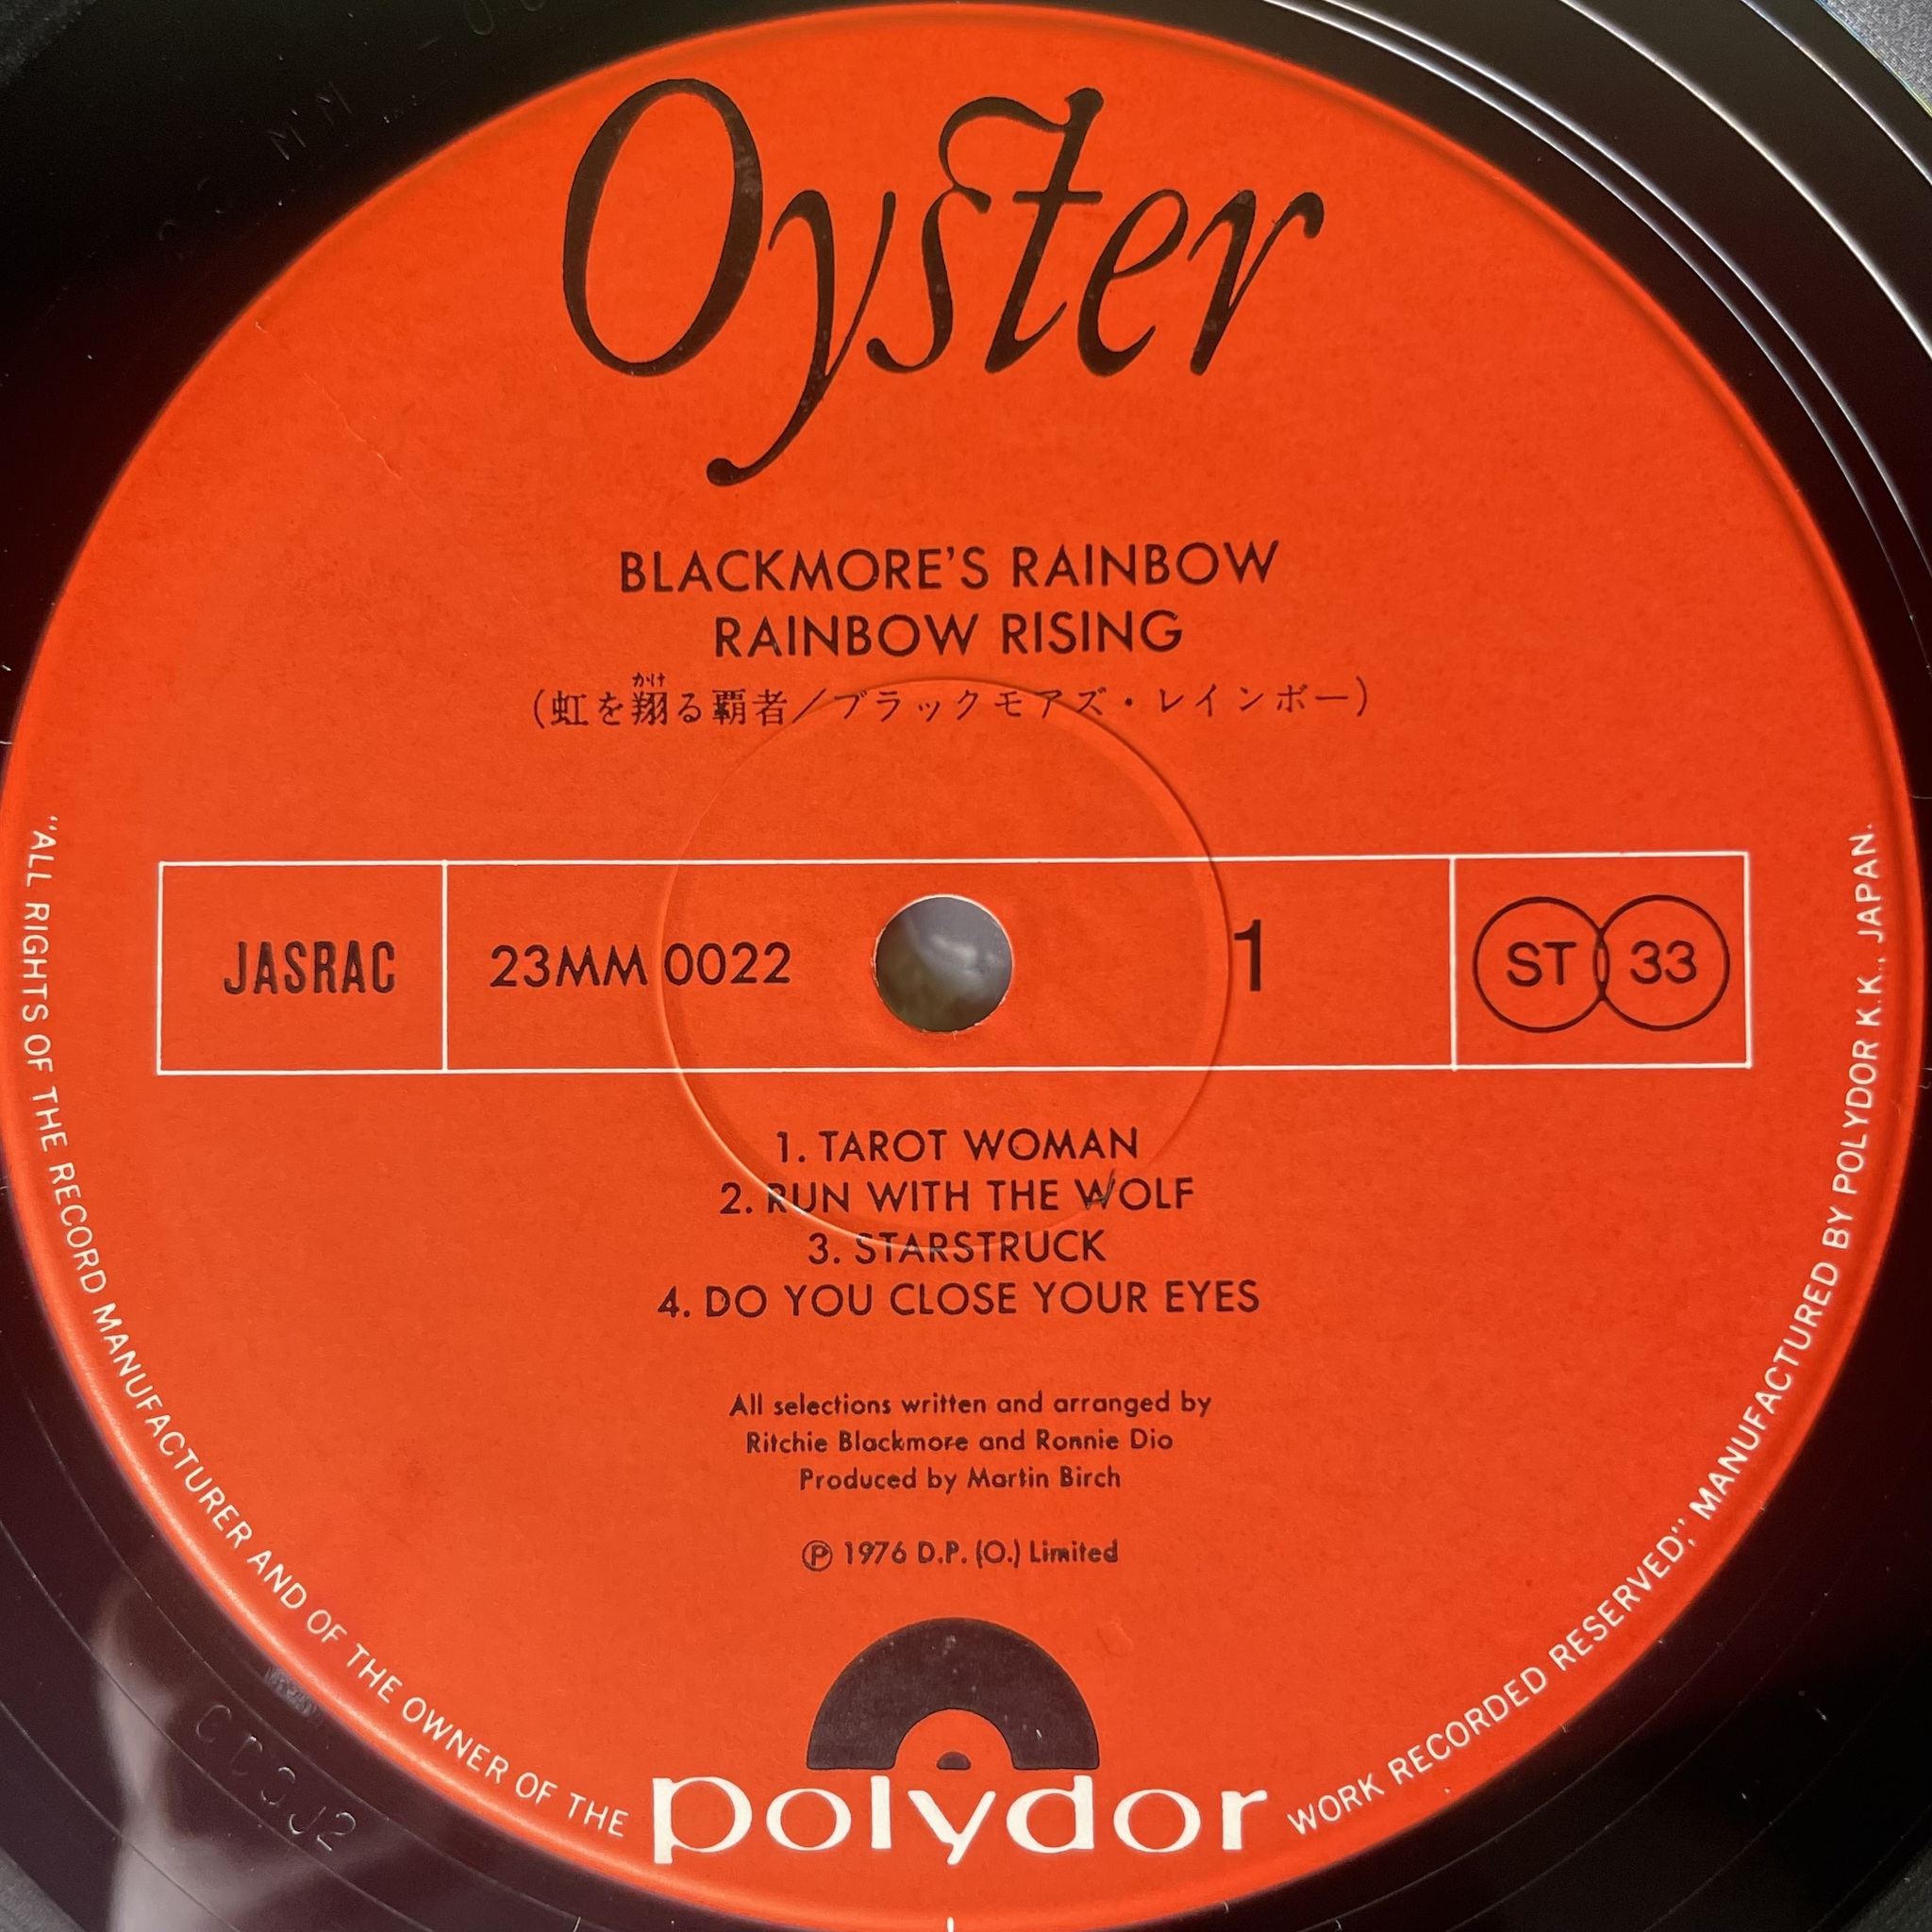 Oyster
BLACKMORE'S RAINBOW
RAINBOW RISING
かけ
(虹を翔る覇者/ブラックモアズ・レインボー)
JASRAC
23MM 0022
1
ST 33
1. TAROT WOMAN
2. RUN WITH THE WOLF
3. STARSTRUCK
4. DO YOU CLOSE YOUR EYES
All selections written and arranged by
Ritchie Blackmore and Ronnie Dio
Produced by Martin Birch
Ⓟ 1976 D.P. (O.) Limited
polydor
"ALL RIGHTS OF THE RECORD MANUFACTURER AND OF THE OWNER OF THE WORK RECORDED RESERVED;" MANUFACTURED BY POLYDOR K.K., JAPAN.